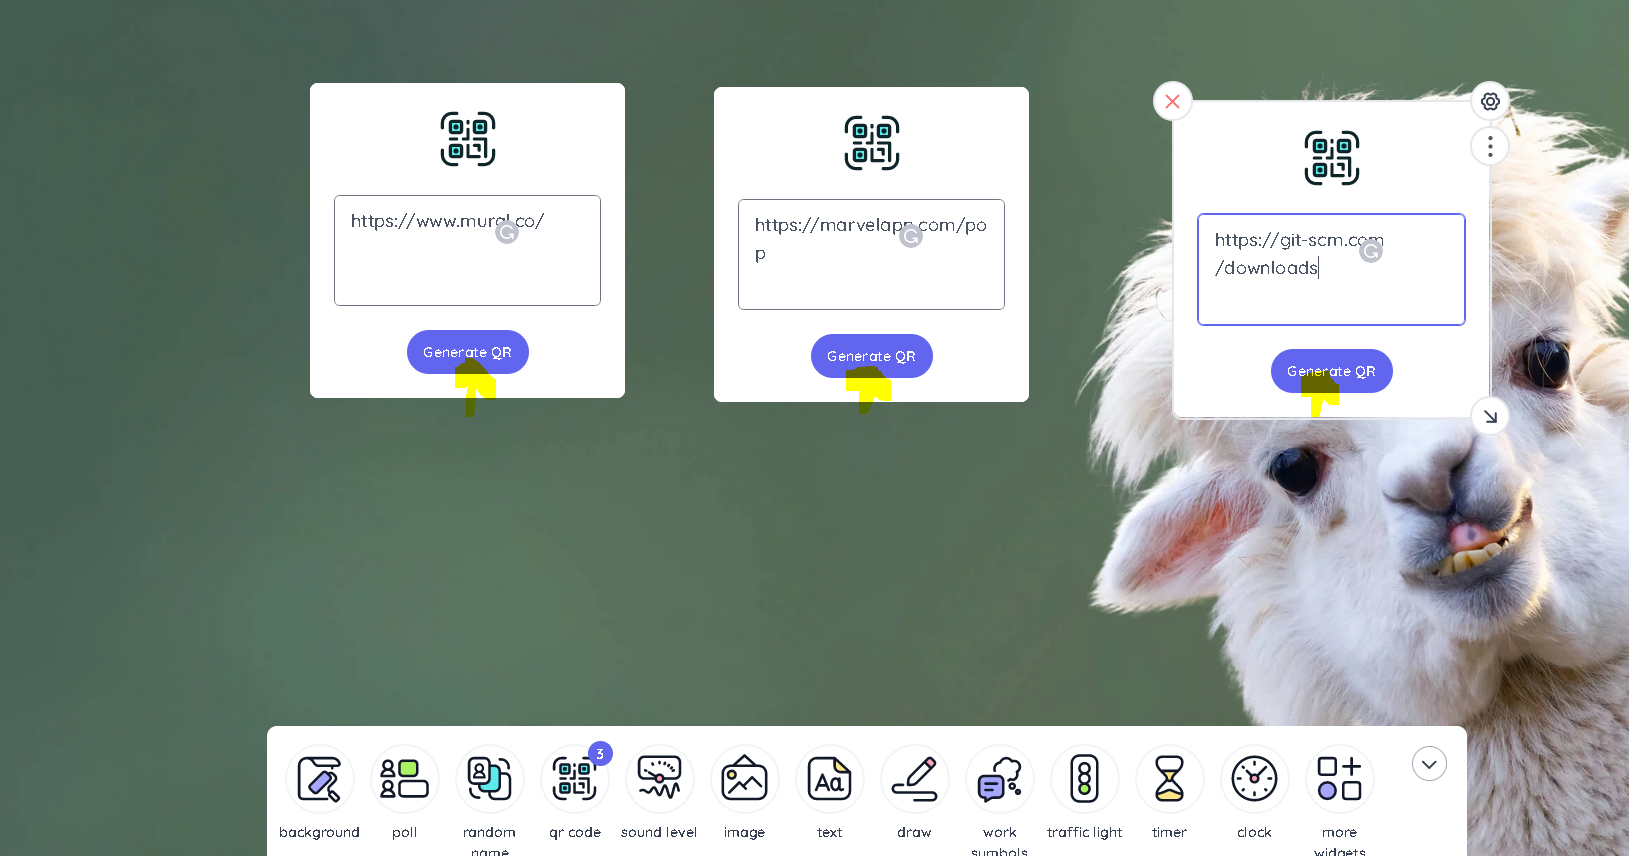 https://www.mural.co/
Generate QR
https://marvelapp.com/po
p
Generate QR
https://git-scm.com
/downloads
Generate QR
3
background
poll
random
name
qr code
sound level
image
Aa
text
draw
work
symbols
traffic light
timer
clock
more
widgets